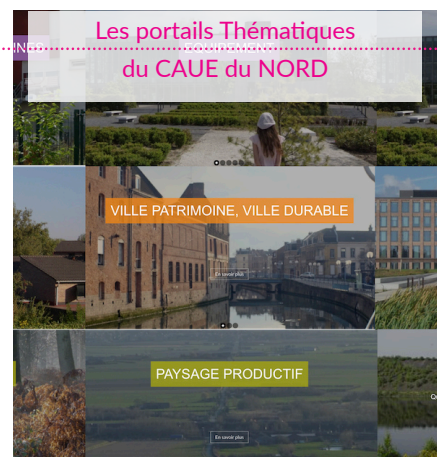 Les portails Thématiques
du CAUE du NORD
EQUIPEMENT
VILLE PATRIMOINE, VILLE DURABLE
En savoir plus
PAYSAGE PRODUCTIF
En savoir plus